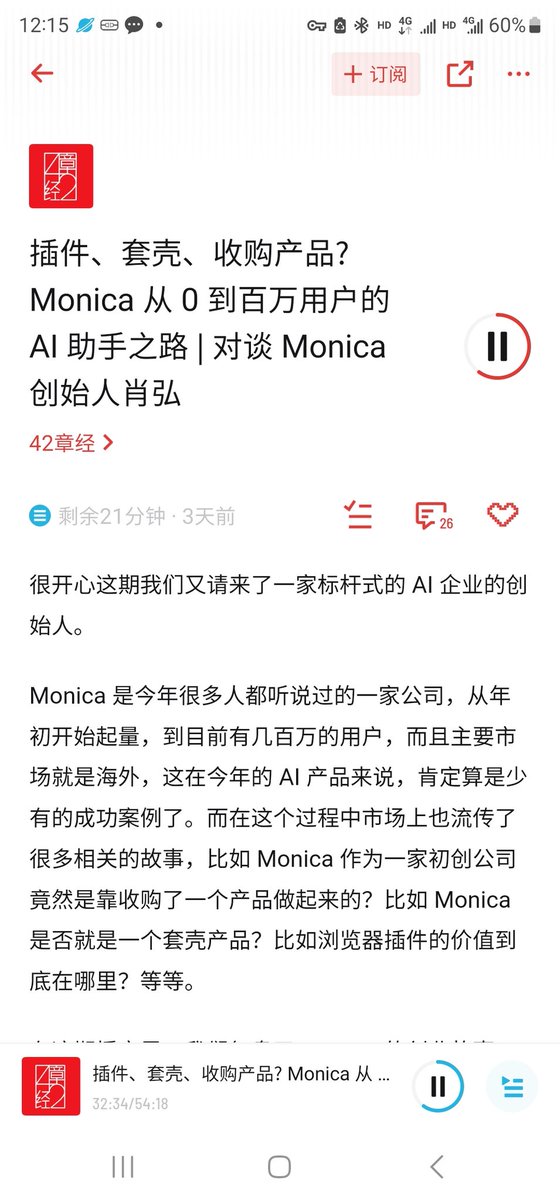 12:15
HD 4G HD 4G 60%
+ 订阅
42章经
插件、套壳、收购产品?
Monica 从 0 到百万用户的
AI 助手之路 | 对谈 Monica
创始人肖弘
42章经
剩余21分钟 · 3天前
26
很开心这期我们又请来了一家标杆式的 AI 企业的创
始人。
Monica 是今年很多人都听说过的一家公司，从年
初开始起量，到目前有几百万的用户，而且主要市
场就是海外，这在今年的 AI 产品来说，肯定算是少
有的成功案例了。而在这个过程中市场上也流传了
很多相关的故事，比如 Monica 作为一家初创公司
竟然是靠收购了一个产品做起来的？比如 Monica
是否就是一个套壳产品？比如浏览器插件的价值到
底在哪里？等等。
42章经
插件、套壳、收购产品? Monica 从 ...
32:34/54:18